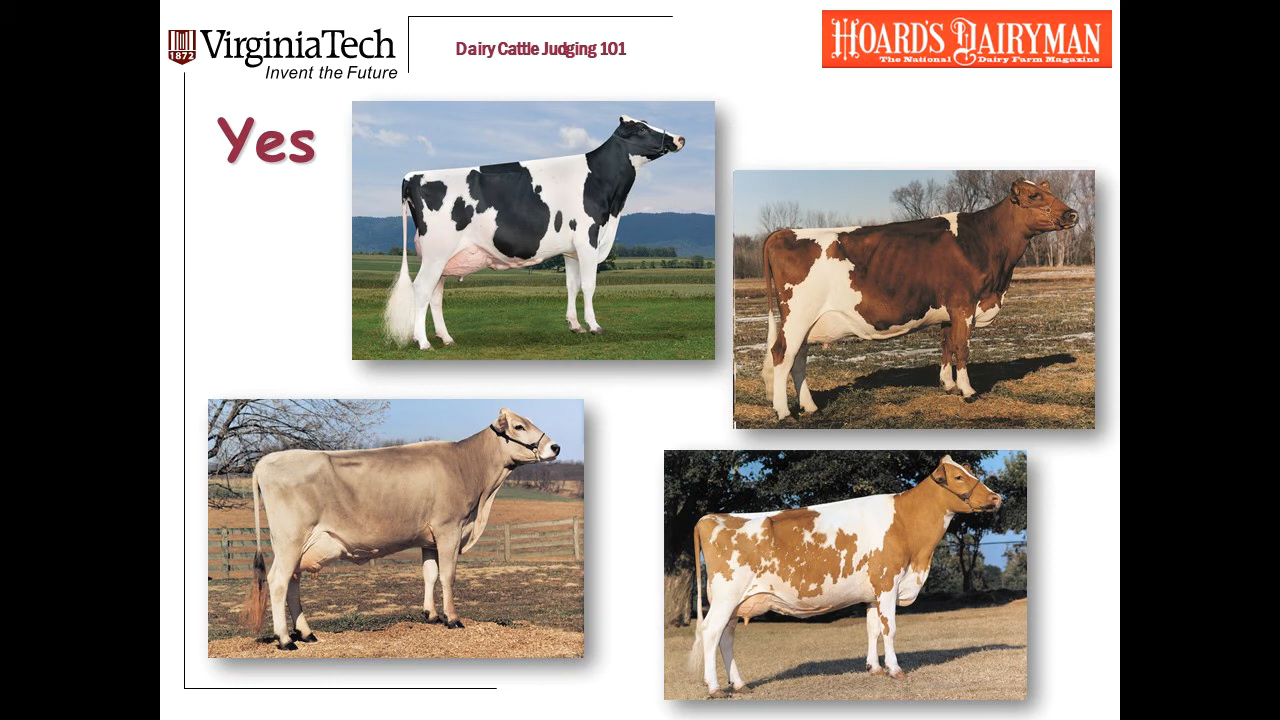 1872
VirginiaTech
Invent the Future
Dairy Cattle Judging 101
HOARD'S DAIRYMAN
The National Dairy Farm Magazine
Yes